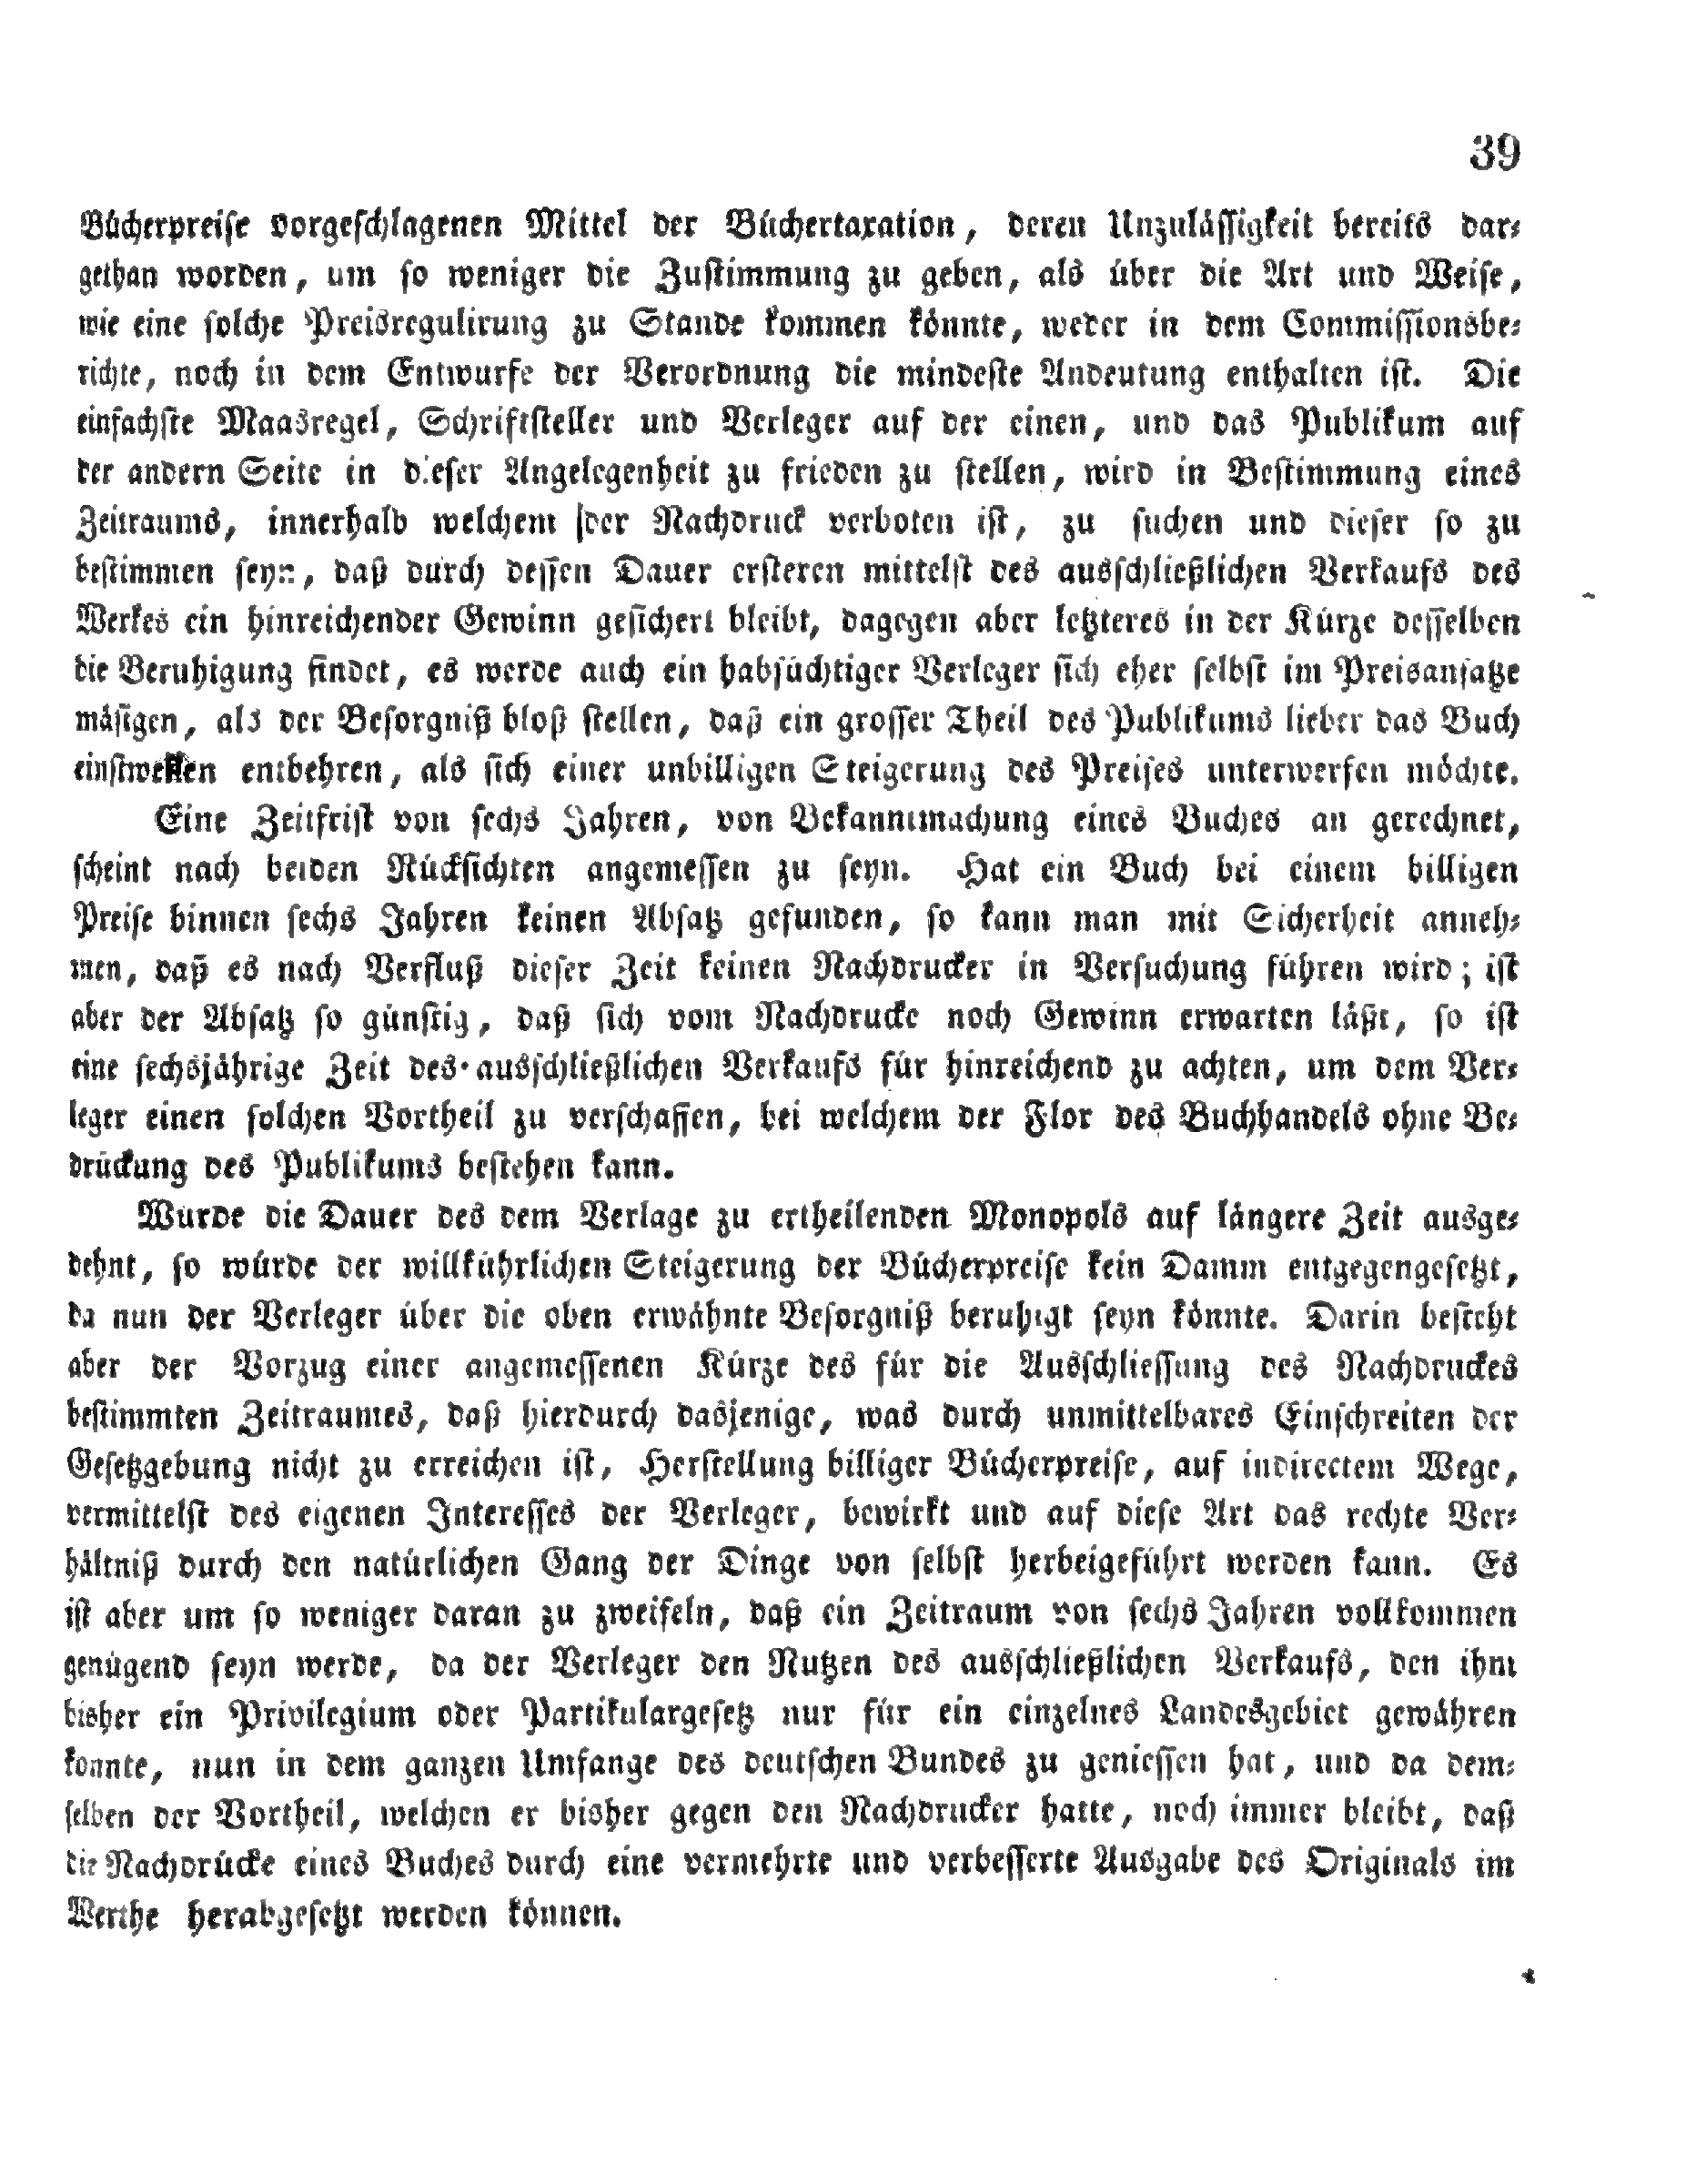 39
Bücherpreise vorgeschlagenen Mittel der Büchertaxation, deren Unzulässigkeit bereits dar-
gethan worden, um so weniger die Zustimmung zu geben, als über die Art und Weise,
wie eine solche Preisregulirung zu Stande kommen könnte, weder in dem Commissionsbe-
richte, noch in dem Entwurfe der Verordnung die mindeste Andeutung enthalten ist. Die
einfachste Maasregel, Schriftsteller und Verleger auf der einen, und das Publikum auf
der andern Seite in dieser Angelegenheit zu frieden zu stellen, wird in Bestimmung eines
Zeitraums, innerhalb welchem der Nachdruck verboten ist, zu suchen und dieser so zu
bestimmen seyn, daß durch dessen Dauer ersteren mittelst des ausschließlichen Verkaufs des
Werkes ein hinreichender Gewinn gesichert bleibt, dagegen aber letzteres in der Kürze desselben
die Beruhigung findet, es werde auch ein habsüchtiger Verleger sich eher selbst im Preisansatze
mäsigen, als der Besorgniß bloß stellen, daß ein grosser Theil des Publikums lieber das Buch
einstweilen entbehren, als sich einer unbilligen Steigerung des Preises unterwerfen möchte.
Eine Zeitfrist von sechs Jahren, von Bekanntmachung eines Buches an gerechnet,
scheint nach beiden Rücksichten angemessen zu seyn. Hat ein Buch bei einem billigen
Preise binnen sechs Jahren keinen Absatz gefunden, so kann man mit Sicherheit anneh-
men, daß es nach Verfluß dieser Zeit keinen Nachdrucker in Versuchung führen wird; ist
aber der Absatz so günstig, daß sich vom Nachdrucke noch Gewinn erwarten läßt, so ist
eine sechsjährige Zeit des ausschließlichen Verkaufs für hinreichend zu achten, um dem Ver-
leger einen solchen Vortheil zu verschaffen, bei welchem der Flor des Buchhandels ohne Be-
drückung des Publikums bestehen kann.
Wurde die Dauer des dem Verlage zu ertheilenden Monopols auf längere Zeit ausge-
dehnt, so würde der willkührlichen Steigerung der Bücherpreise kein Damm entgegengesetzt,
da nun der Verleger über die oben erwähnte Besorgniß beruhigt seyn könnte. Darin besteht
aber der Vorzug einer angemessenen Kürze des für die Ausschliessung des Nachdruckes
bestimmten Zeitraumes, daß hierdurch dasjenige, was durch unmittelbares Einschreiten der
Gesetzgebung nicht zu erreichen ist, Herstellung billiger Bücherpreise, auf indirectem Wege,
vermittelst des eigenen Interesses der Verleger, bewirkt und auf diese Art das rechte Ver-
hältniß durch den natürlichen Gang der Dinge von selbst herbeigeführt werden kann. Es
ist aber um so weniger daran zu zweifeln, daß ein Zeitraum von sechs Jahren vollkommen
genügend seyn werde, da der Verleger den Nutzen des ausschließlichen Verkaufs, den ihm
bisher ein Privilegium oder Partikulargesetz nur für ein einzelnes Landesgebiet gewähren
konnte, nun in dem ganzen Umfange des deutschen Bundes zu geniessen hat, und da dem-
selben der Vortheil, welchen er bisher gegen den Nachdrucker hatte, noch immer bleibt, daß
die Nachdrücke eines Buches durch eine vermehrte und verbesserte Ausgabe des Originals im
Werthe herabgesetzt werden können.